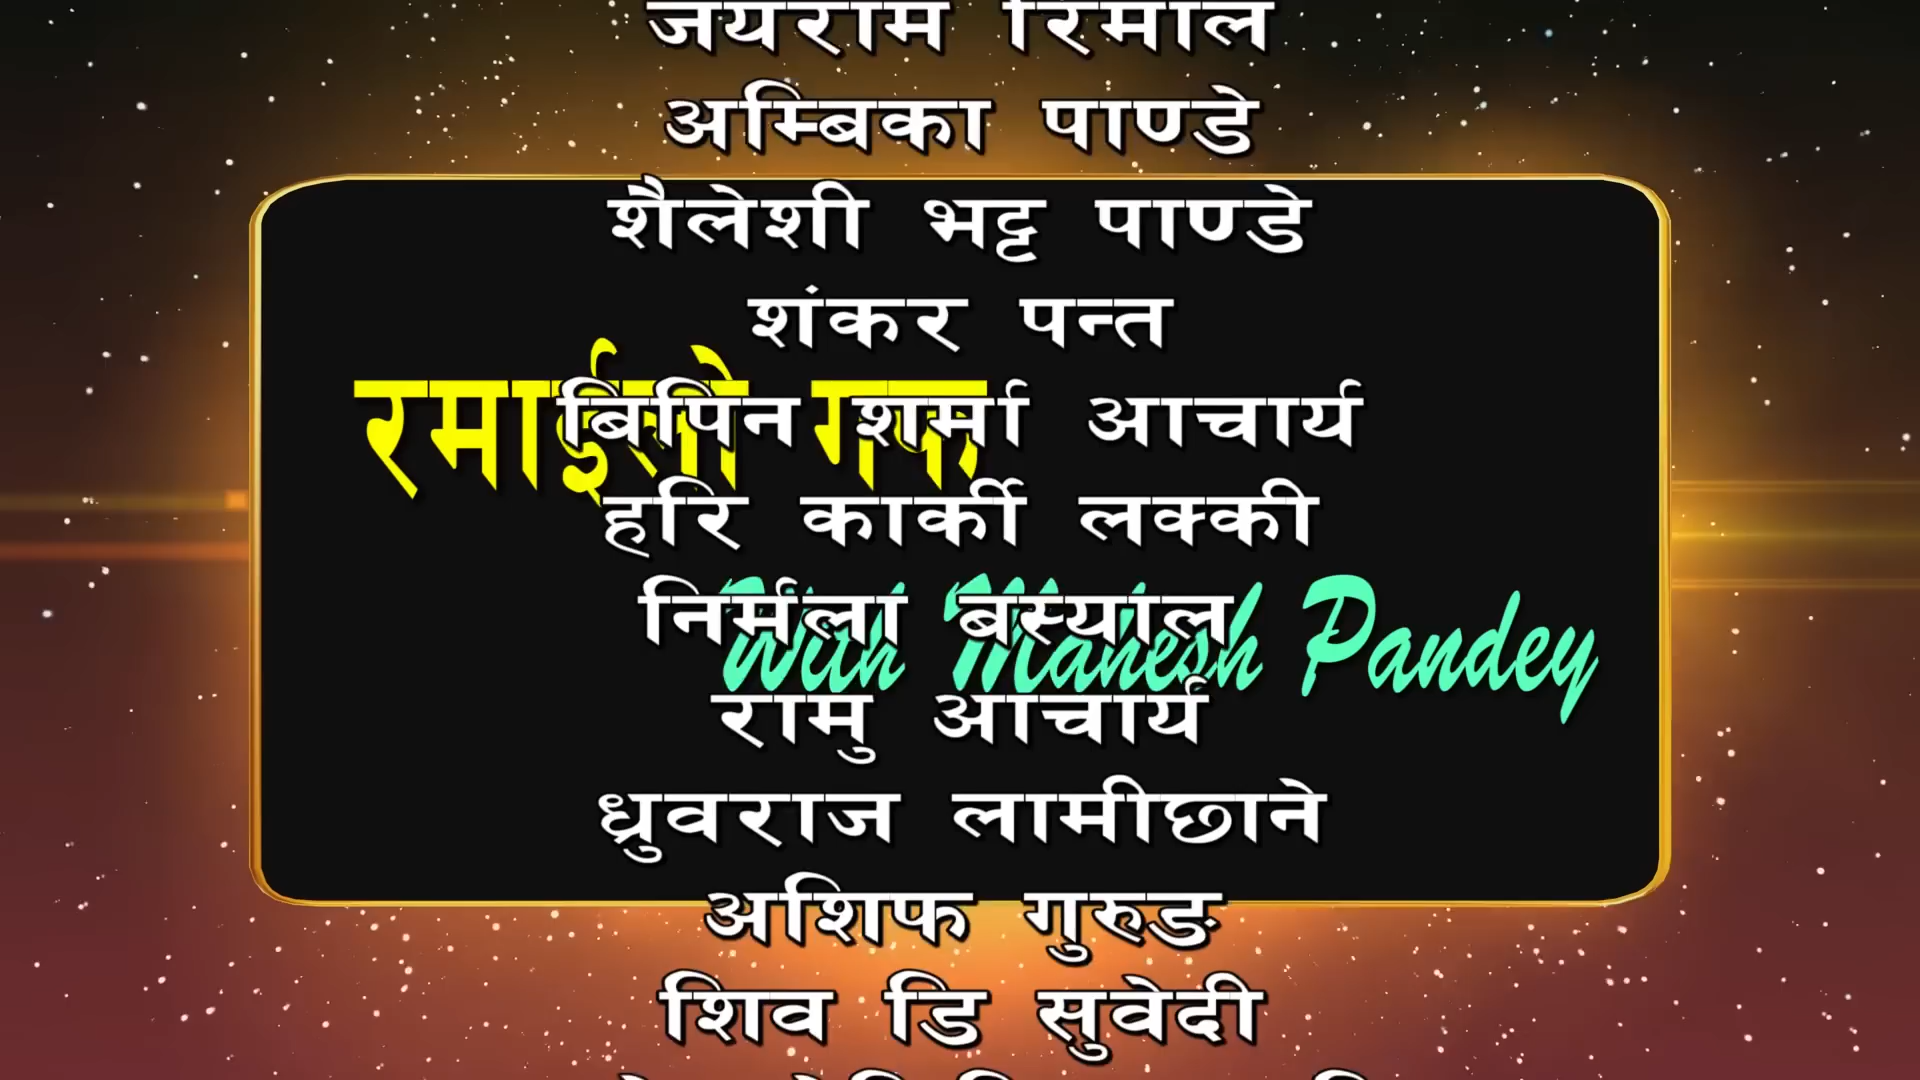 जयराम रिमाल
अम्बिका पाण्डे
शैलेशी भट्ट पाण्डे
शंकर पन्त
रमाईलो गफ
बिपिन शर्मा आचार्य
हरि कार्की लक्की
With Mahesh Pandey
निर्मला बस्याल
रामु आचार्य
ध्रुवराज लामीछाने
अशिफ गुरुङ
शिव डि सुवेदी